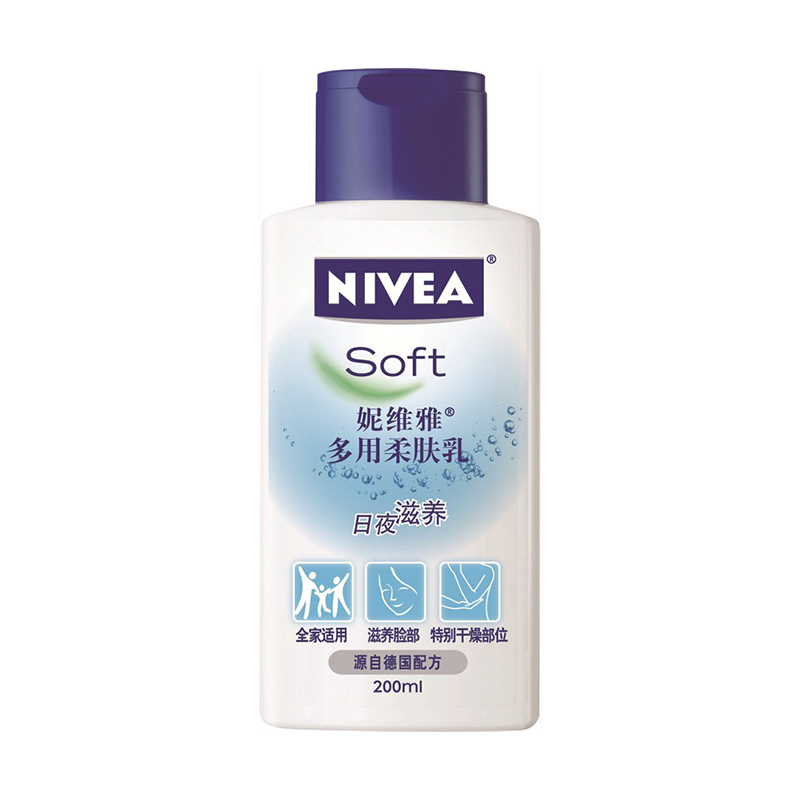 NIVEA®
Soft
妮维雅®
多用柔肤乳
日夜滋养
全家适用 滋养脸部 特别干燥部位
源自德国配方
200ml